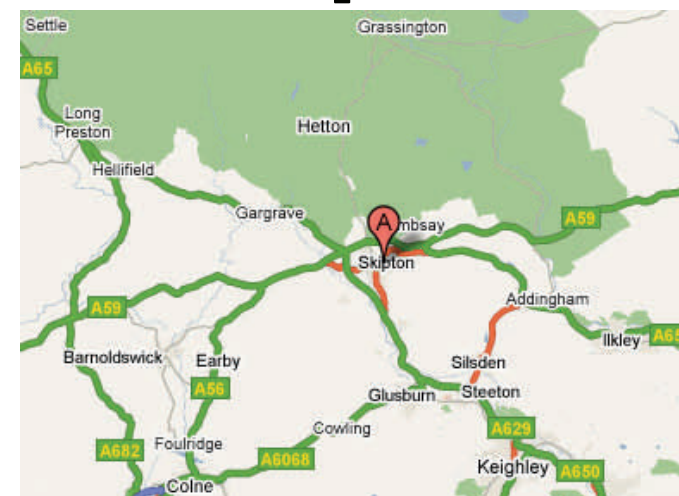 Settle
Grassington
A65
Long
Preston
Hetton
Hellifield
Gargrave
A
mbsay
A59
Skipton
Addingham
A59
Ilkley
Barnoldswick
Earby
Silsden
A56
Glusburn
Steeton
Cowling
A629
A682
Foulridge
A6068
Keighley
A650
Colne